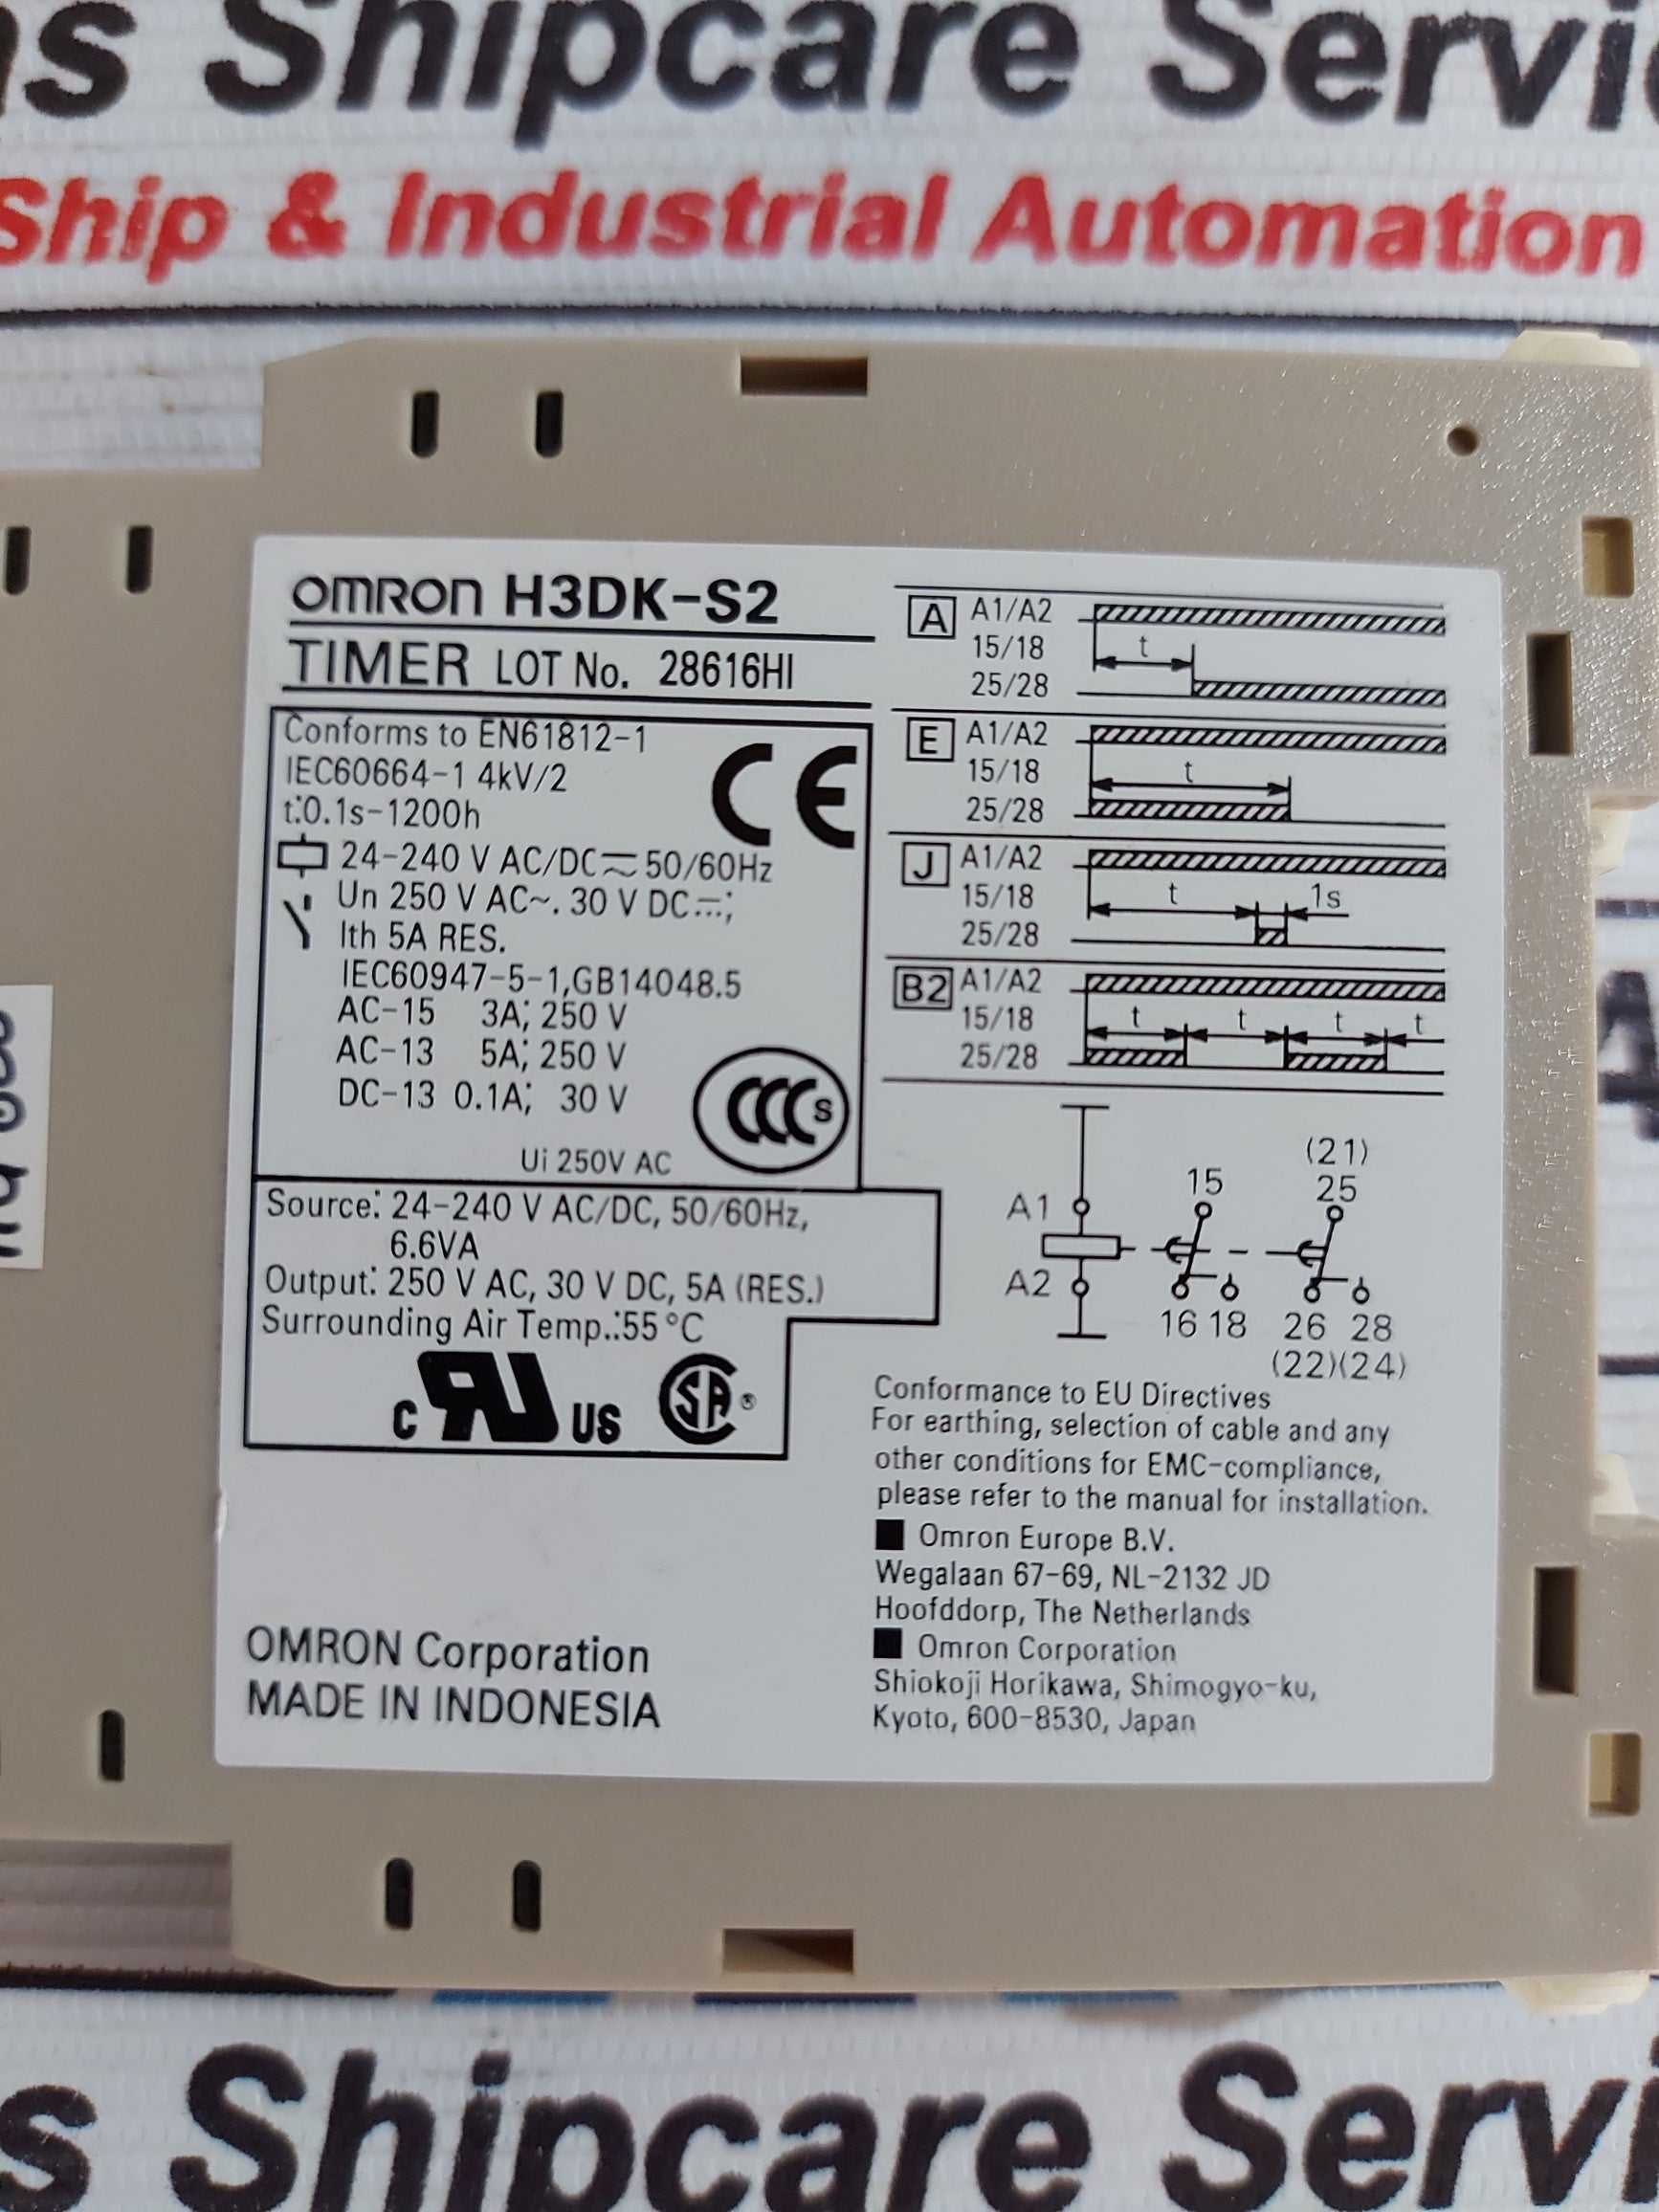 s Shipcare Servi
Ship & Industrial Automation
OMRON H3DK-S2
TIMER LOT No. 28616HI
Conforms to EN61812-1
IEC60664-1 4kV/2
t:0.1s-1200h
24-240 V AC/DC 50/60Hz
Un 250 V AC~. 30 V DC⎓;
Ith 5A RES.
IEC60947-5-1,GB14048.5
AC-15 3A; 250 V
AC-13 5A; 250 V
DC-13 0.1A; 30 V
CE
CCC S
Ui 250V AC
Source: 24-240 V AC/DC, 50/60Hz,
6.6VA
Output: 250 V AC, 30 V DC, 5A (RES.)
Surrounding Air Temp.:55 °C
c RU US SA ®
OMRON Corporation
MADE IN INDONESIA
A A1/A2
15/18 t
25/28
E A1/A2
15/18 t
25/28
J A1/A2
15/18 t 1s
25/28
B2 A1/A2
15/18 t t t t
25/28
(21)
15 25
A1
A2
16 18 26 28
(22)(24)
Conformance to EU Directives
For earthing, selection of cable and any
other conditions for EMC-compliance,
please refer to the manual for installation.
■ Omron Europe B.V.
Wegalaan 67-69, NL-2132 JD
Hoofddorp, The Netherlands
■ Omron Corporation
Shiokoji Horikawa, Shimogyo-ku,
Kyoto, 600-8530, Japan
s Shipcare Servi